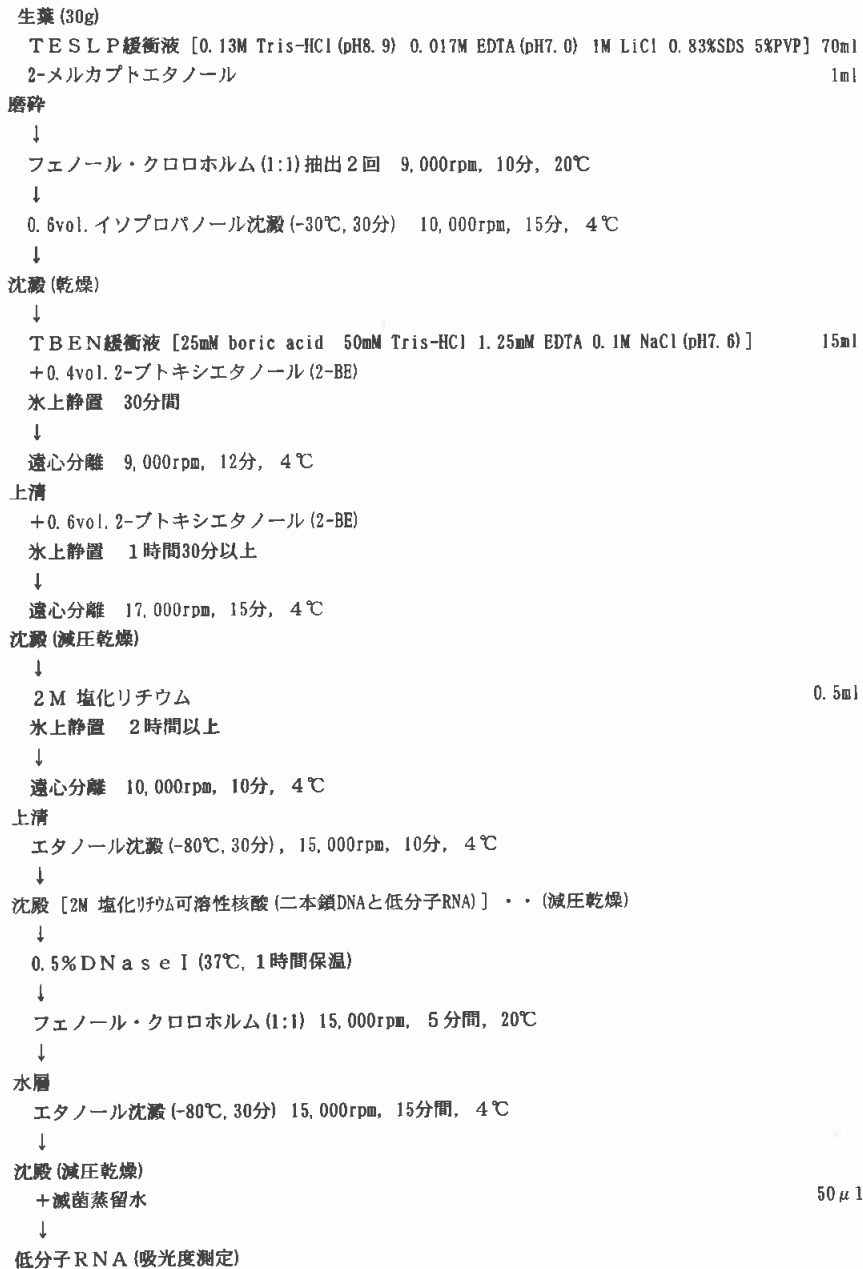 生葉(30g)
TESLP緩衝液 [0.13M Tris-HCl(pH8.9) 0.017M EDTA(pH7.0) 1M LiCl 0.83%SDS 5%PVP] 70ml
2-メルカプトエタノール 1ml
磨砕
↓
フェノール・クロロホルム(1:1)抽出2回 9,000rpm, 10分, 20℃
↓
0.6vol.イソプロパノール沈澱(-30℃,30分) 10,000rpm, 15分, 4℃
↓
沈澱(乾燥)
↓
TBEN緩衝液 [25mM boric acid 50mM Tris-HCl 1.25mM EDTA 0.1M NaCl(pH7.6)] 15ml
+0.4vol.2-ブトキシエタノール(2-BE)
氷上静置 30分間
↓
遠心分離 9,000rpm, 12分, 4℃
上清
+0.6vol.2-ブトキシエタノール(2-BE)
氷上静置 1時間30分以上
↓
遠心分離 17,000rpm, 15分, 4℃
沈澱(減圧乾燥)
↓
2M 塩化リチウム 0.5ml
氷上静置 2時間以上
↓
遠心分離 10,000rpm, 10分, 4℃
上清
エタノール沈澱(-80℃,30分), 15,000rpm, 10分, 4℃
↓
沈殿 [2M 塩化リチウム可溶性核酸(二本鎖DNAと低分子RNA)] ・・(減圧乾燥)
↓
0.5%DNaseI(37℃,1時間保温)
↓
フェノール・クロロホルム(1:1) 15,000rpm, 5分間, 20℃
↓
水層
エタノール沈澱(-80℃,30分) 15,000rpm, 15分間, 4℃
↓
沈殿(減圧乾燥)
+滅菌蒸留水 50μl
↓
低分子RNA(吸光度測定)